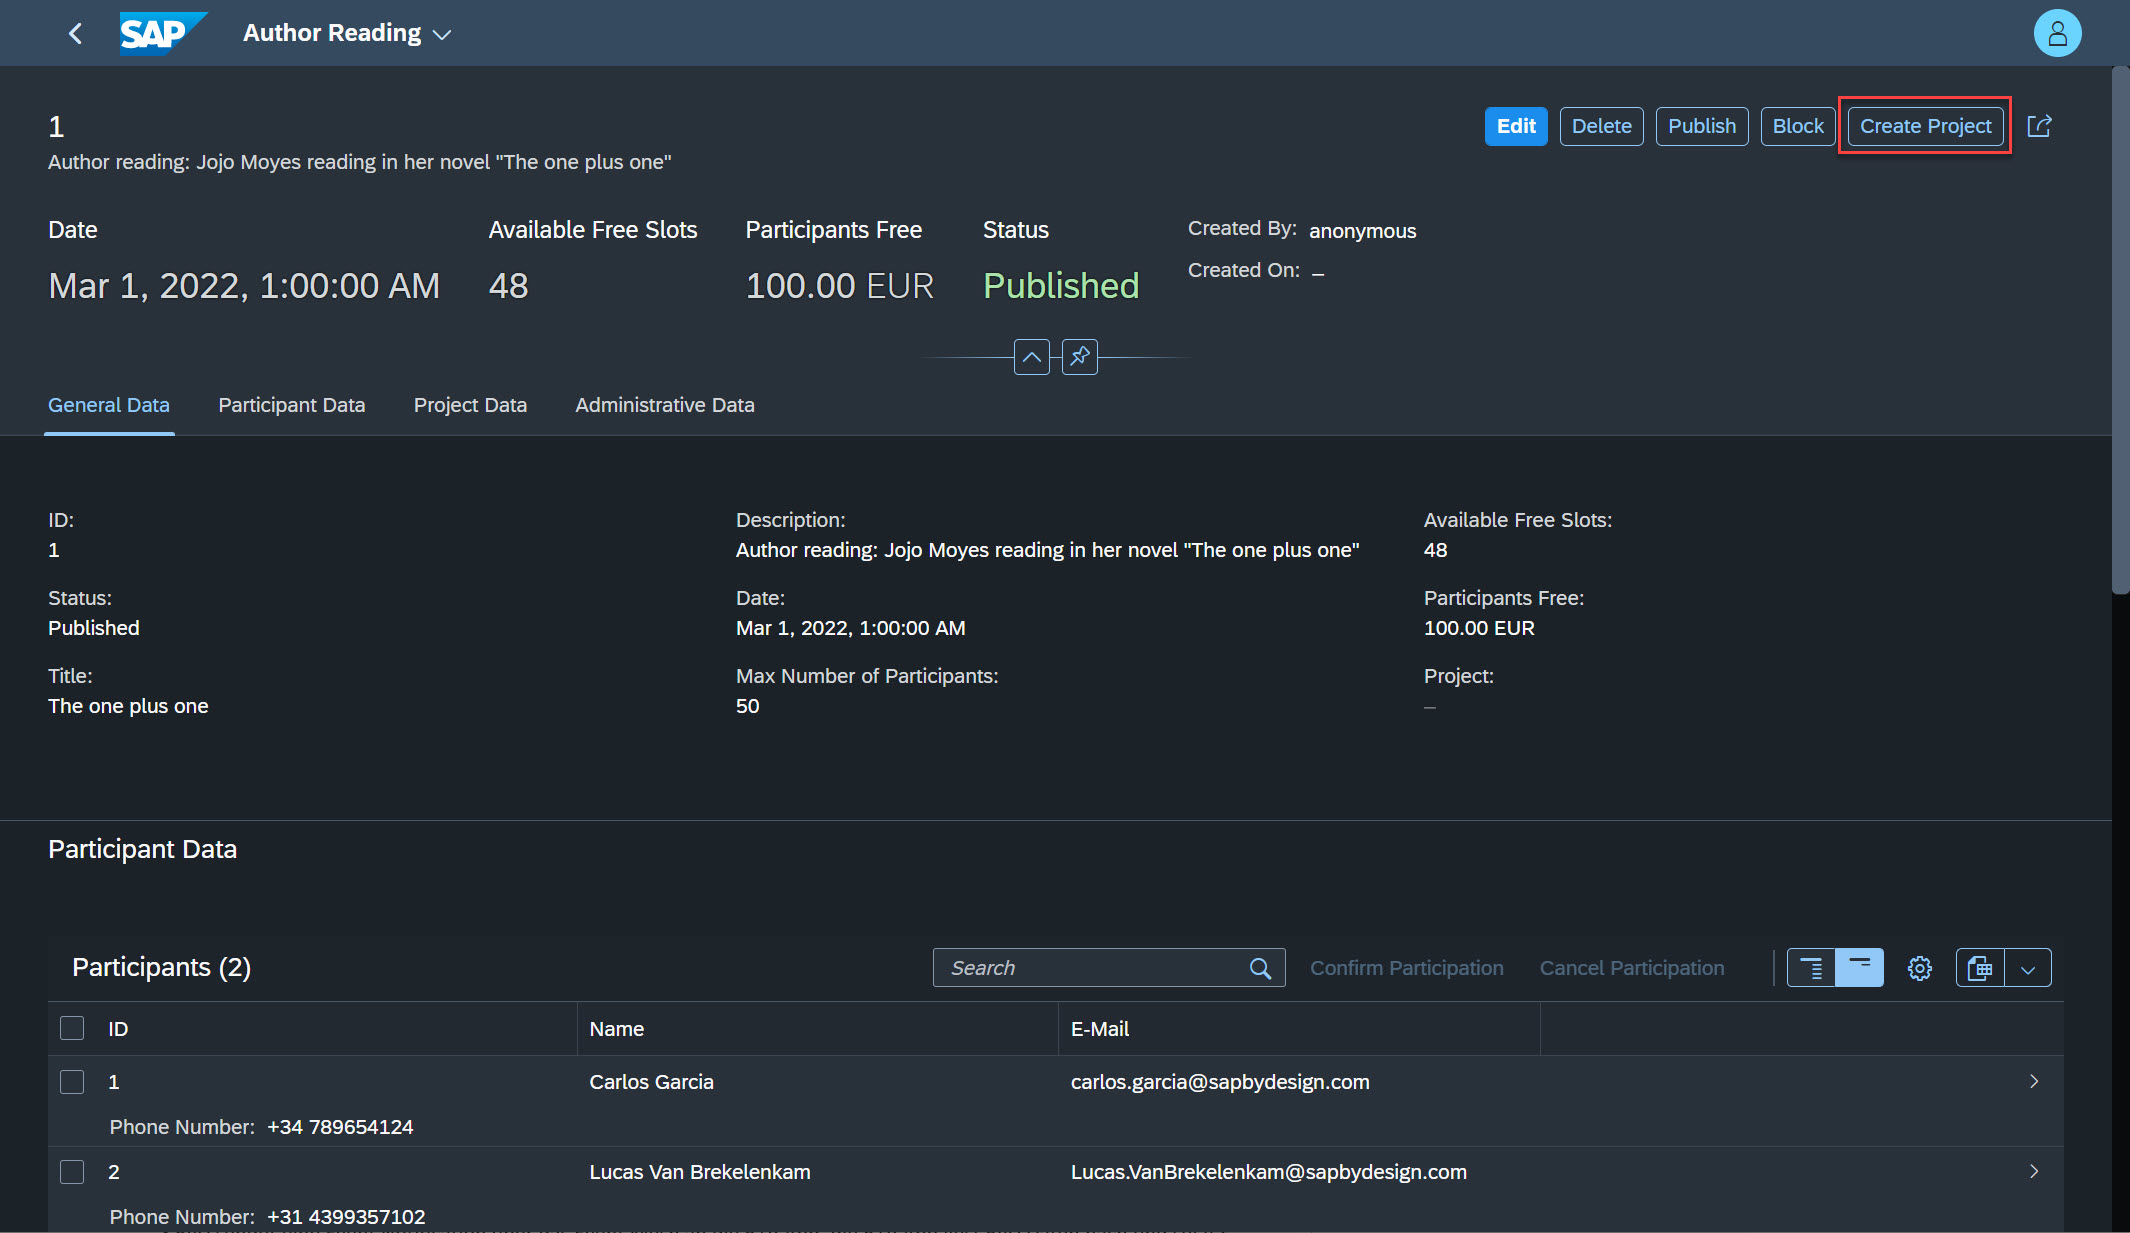 SAP Author Reading
1
Author reading: Jojo Moyes reading in her novel "The one plus one"
Edit Delete Publish Block Create Project
Date Available Free Slots Participants Free Status Created By: anonymous
Mar 1, 2022, 1:00:00 AM 48 100.00 EUR Published Created On: –
General Data Participant Data Project Data Administrative Data
ID: Description: Available Free Slots:
1 Author reading: Jojo Moyes reading in her novel "The one plus one" 48
Status: Date: Participants Free:
Published Mar 1, 2022, 1:00:00 AM 100.00 EUR
Title: Max Number of Participants: Project:
The one plus one 50 –
Participant Data
Participants (2) Search Confirm Participation Cancel Participation
ID Name E-Mail
1 Carlos Garcia carlos.garcia@sapbydesign.com
Phone Number: +34 789654124
2 Lucas Van Brekelenkam Lucas.VanBrekelenkam@sapbydesign.com
Phone Number: +31 4399357102